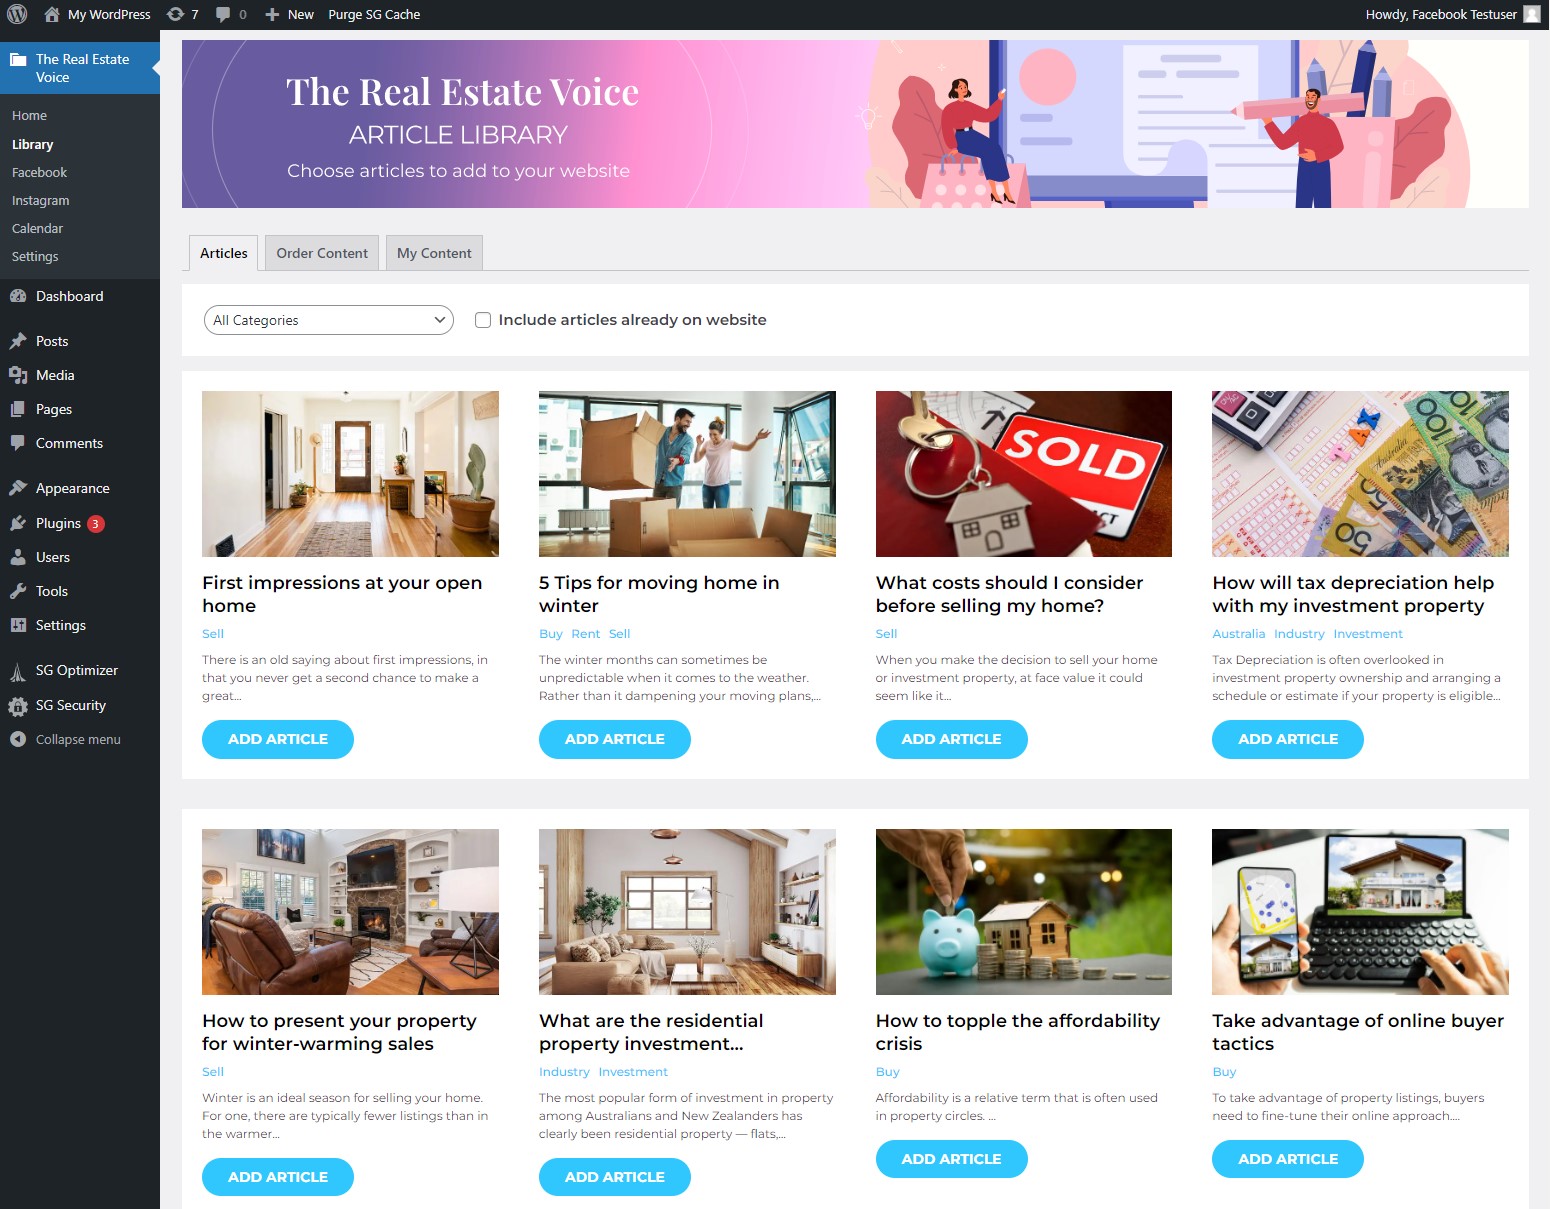 My WordPress 7 0 New Purge SG Cache Howdy, Facebook Testuser
The Real Estate
Voice
Home
Library
Facebook
Instagram
Calendar
Settings
Dashboard
Posts
Media
Pages
Comments
Appearance
Plugins 3
Users
Tools
Settings
SG Optimizer
SG Security
Collapse menu
The Real Estate Voice
ARTICLE LIBRARY
Choose articles to add to your website
Articles Order Content My Content
All Categories Include articles already on website
SOLD
ACT
100
50
50
First impressions at your open
home
Sell
There is an old saying about first impressions, in
that you never get a second chance to make a
great...
ADD ARTICLE
5 Tips for moving home in
winter
Buy Rent Sell
The winter months can sometimes be
unpredictable when it comes to the weather.
Rather than it dampening your moving plans,...
ADD ARTICLE
What costs should I consider
before selling my home?
Sell
When you make the decision to sell your home
or investment property, at face value it could
seem like it...
ADD ARTICLE
How will tax depreciation help
with my investment property
Australia Industry Investment
Tax Depreciation is often overlooked in
investment property ownership and arranging a
schedule or estimate if your property is eligible...
ADD ARTICLE
How to present your property
for winter-warming sales
Sell
Winter is an ideal season for selling your home.
For one, there are typically fewer listings than in
the warmer...
ADD ARTICLE
What are the residential
property investment...
Industry Investment
The most popular form of investment in property
among Australians and New Zealanders has
clearly been residential property — flats,...
ADD ARTICLE
How to topple the affordability
crisis
Buy
Affordability is a relative term that is often used
in property circles. ...
ADD ARTICLE
Take advantage of online buyer
tactics
Buy
To take advantage of property listings, buyers
need to fine-tune their online approach....
ADD ARTICLE